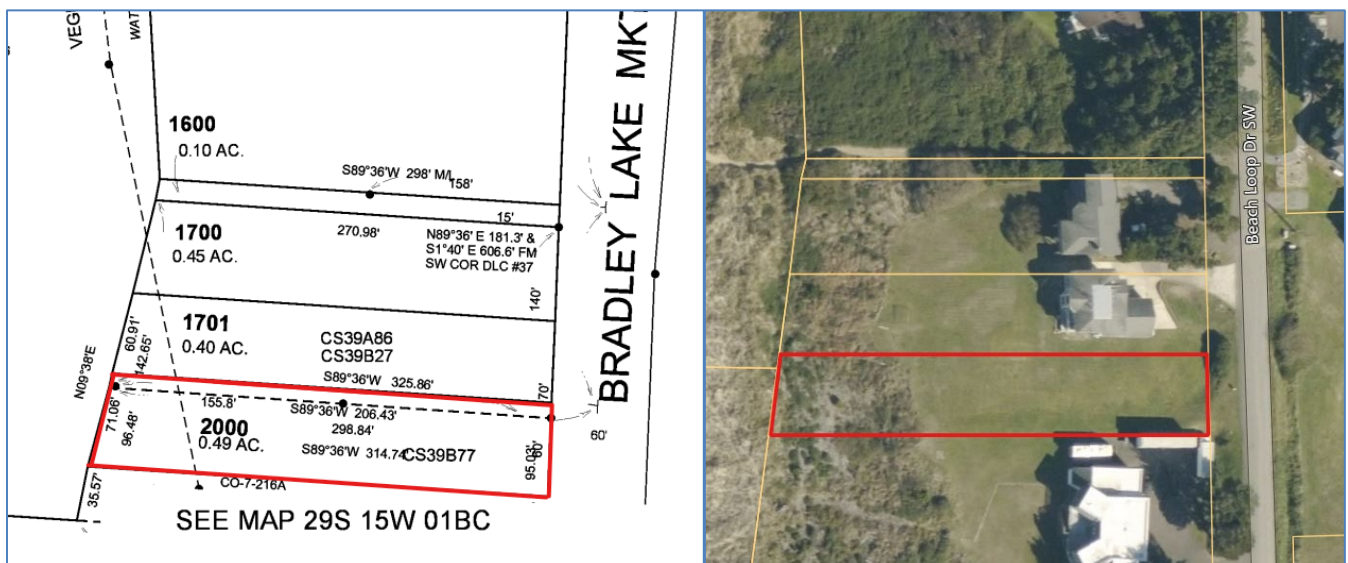 VEG
WAT
1600
0.10 AC.
S89°36'W 298' M/L
158'
15'
1700
0.45 AC.
270.98'
N89°36' E 181.3' &
S1°40' E 606.6' FM
SW COR DLC #37
140'
BRADLEY LAKE MKT
1701
0.40 AC.
CS39A86
CS39B27
60.91'
142.65'
N09°38'E
S89°36'W 325.86'
70'
155.8'
S89°36'W 206.43'
298.84'
71.06'
96.48'
2000
0.49 AC.
S89°36'W 314.74'
CS39B77
95.03'
60'
60'
35.57'
CO-7-216A
SEE MAP 29S 15W 01BC
Beach Loop Dr SW